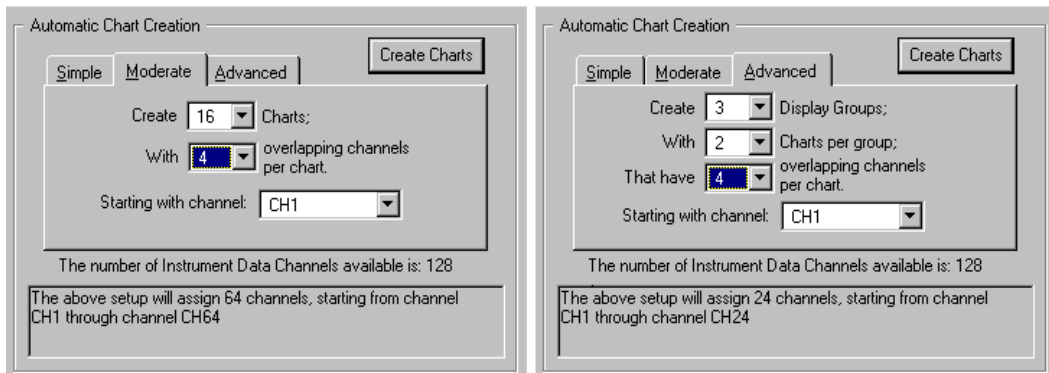 Automatic Chart Creation
Create Charts
Simple Moderate Advanced
Create 16 Charts;
With 4 overlapping channels
per chart.
Starting with channel: CH1
The number of Instrument Data Channels available is: 128
The above setup will assign 64 channels, starting from channel
CH1 through channel CH64
Automatic Chart Creation
Create Charts
Simple Moderate Advanced
Create 3 Display Groups;
With 2 Charts per group;
That have 4 overlapping channels
per chart.
Starting with channel: CH1
The number of Instrument Data Channels available is: 128
The above setup will assign 24 channels, starting from channel
CH1 through channel CH24